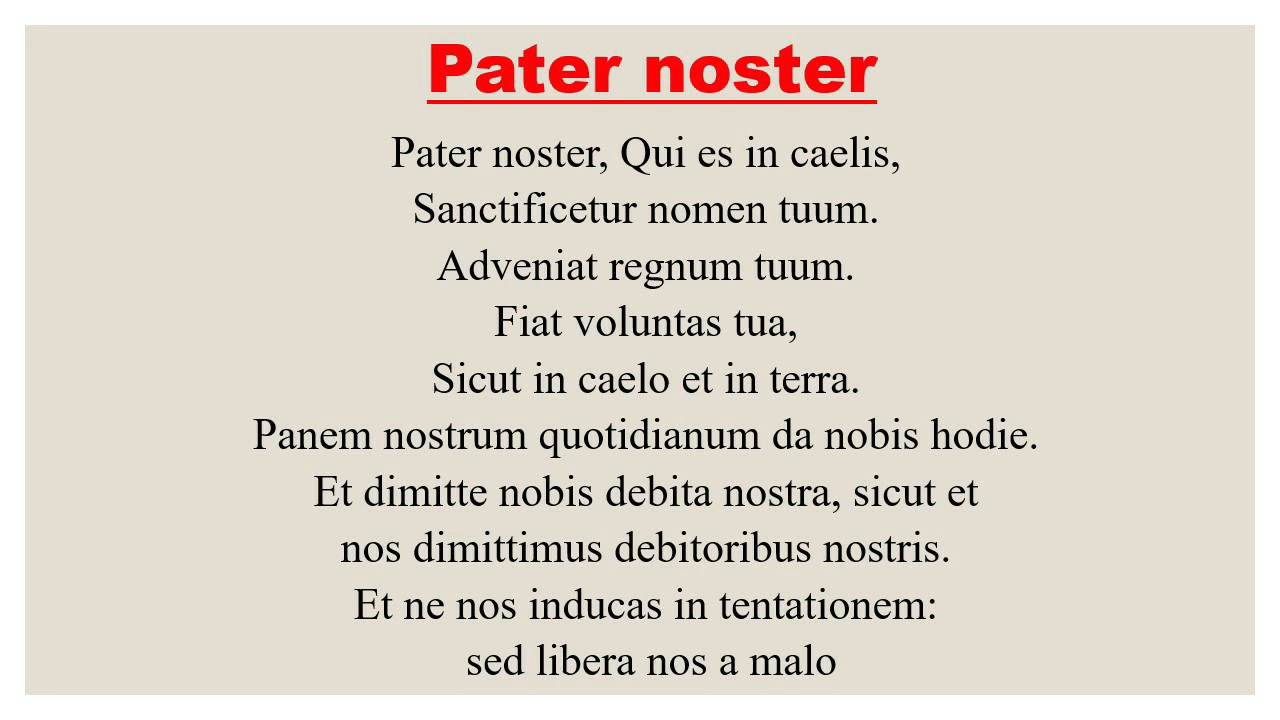 Pater noster
Pater noster, Qui es in caelis,
Sanctificetur nomen tuum.
Adveniat regnum tuum.
Fiat voluntas tua,
Sicut in caelo et in terra.
Panem nostrum quotidianum da nobis hodie.
Et dimitte nobis debita nostra, sicut et
nos dimittimus debitoribus nostris.
Et ne nos inducas in tentationem:
sed libera nos a malo